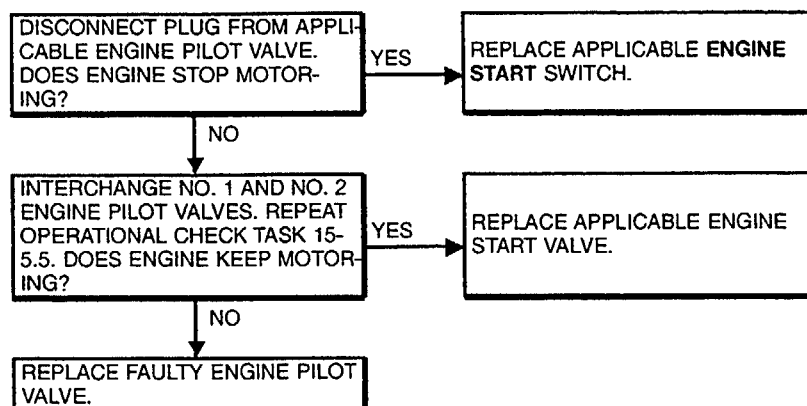 DISCONNECT PLUG FROM APPLI-
CABLE ENGINE PILOT VALVE.
DOES ENGINE STOP MOTOR-
ING?
YES
REPLACE APPLICABLE ENGINE
START SWITCH.
NO
INTERCHANGE NO. 1 AND NO. 2
ENGINE PILOT VALVES. REPEAT
OPERATIONAL CHECK TASK 15-
5.5. DOES ENGINE KEEP MOTOR-
ING?
YES
REPLACE APPLICABLE ENGINE
START VALVE.
NO
REPLACE FAULTY ENGINE PILOT
VALVE.